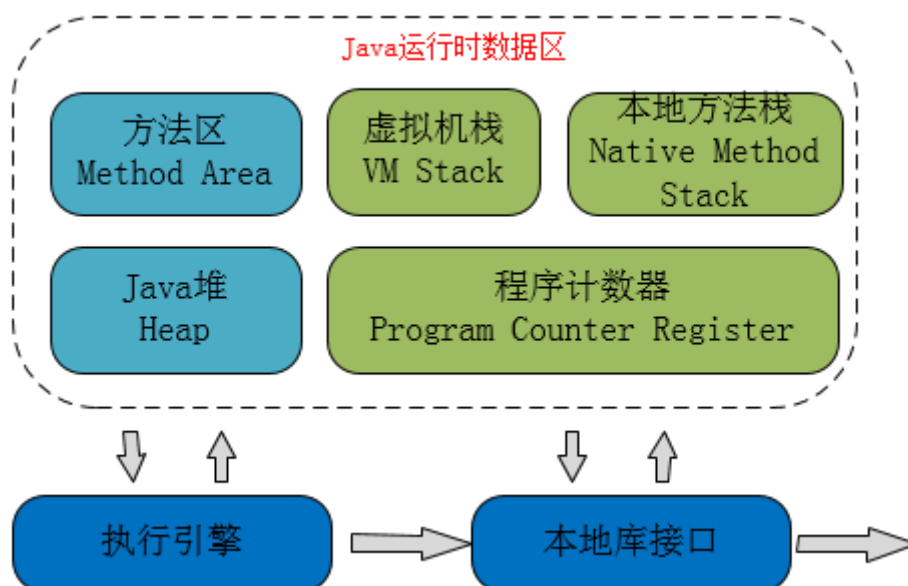 Java运行时数据区
方法区
Method Area
虚拟机栈
VM Stack
本地方法栈
Native Method
Stack
Java堆
Heap
程序计数器
Program Counter Register
执行引擎
本地库接口